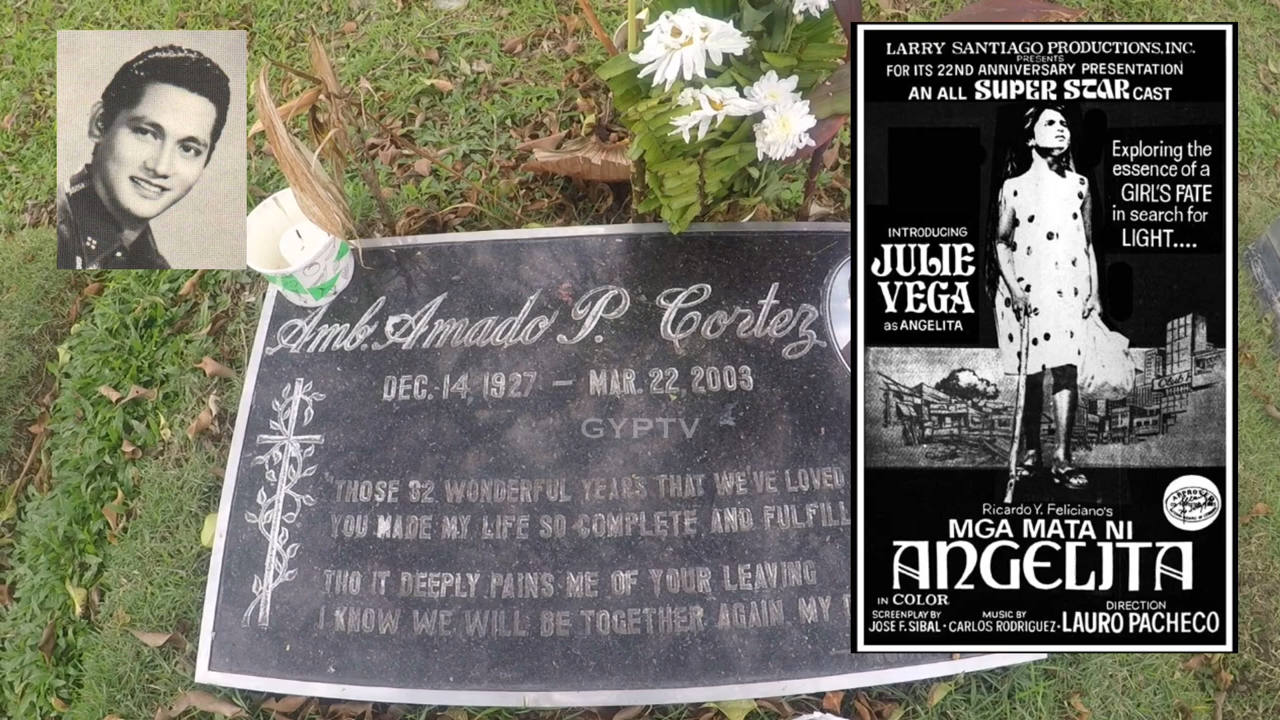 Amb. Amado P. Cortez
DEC. 14, 1927 — MAR. 22, 2003
GYPTV
"THOSE 32 WONDERFUL YEARS THAT WE'VE LOVED
YOU MADE MY LIFE SO COMPLETE AND FULFILL
THO IT DEEPLY PAINS ME OF YOUR LEAVING
I KNOW WE WILL BE TOGETHER AGAIN, MY
LARRY SANTIAGO PRODUCTIONS, INC.
PRESENTS
FOR ITS 22ND ANNIVERSARY PRESENTATION
AN ALL SUPER STAR CAST
Exploring the
essence of a
GIRL'S FATE
in search for
LIGHT....
INTRODUCING
JULIE
VEGA
as ANGELITA
Ricardo Y. Feliciano's
MGA MATA NI
ANGELITA
IN COLOR
SCREENPLAY BY
JOSE F. SIBAL •
MUSIC BY
CARLOS RODRIGUEZ •
DIRECTION
LAURO PACHECO